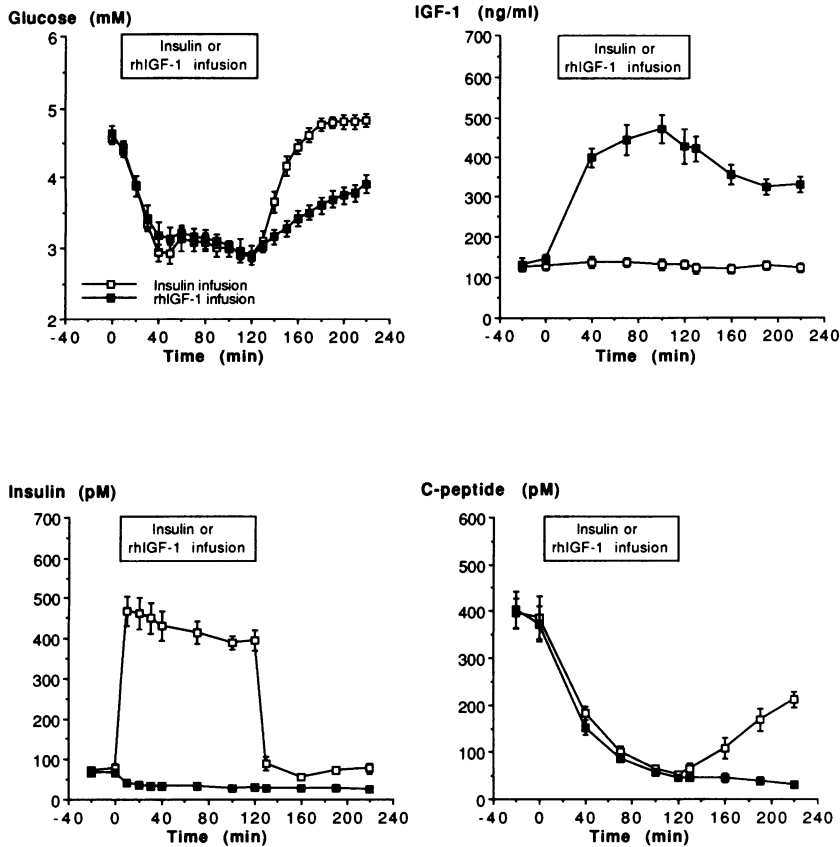 Glucose (mM)
6
5
4
3
2
Insulin or
rhIGF-1 infusion
Insulin infusion
rhIGF-1 infusion
-40 0 40 80 120 160 200 240
Time (min)
IGF-1 (ng/ml)
700
600
500
400
300
200
100
0
Insulin or
rhIGF-1 infusion
-40 0 40 80 120 160 200 240
Time (min)
Insulin (pM)
700
600
500
400
300
200
100
0
Insulin or
rhIGF-1 infusion
-40 0 40 80 120 160 200 240
Time (min)
C-peptide (pM)
600
500
400
300
200
100
0
Insulin or
rhIGF-1 infusion
-40 0 40 80 120 160 200 240
Time (min)